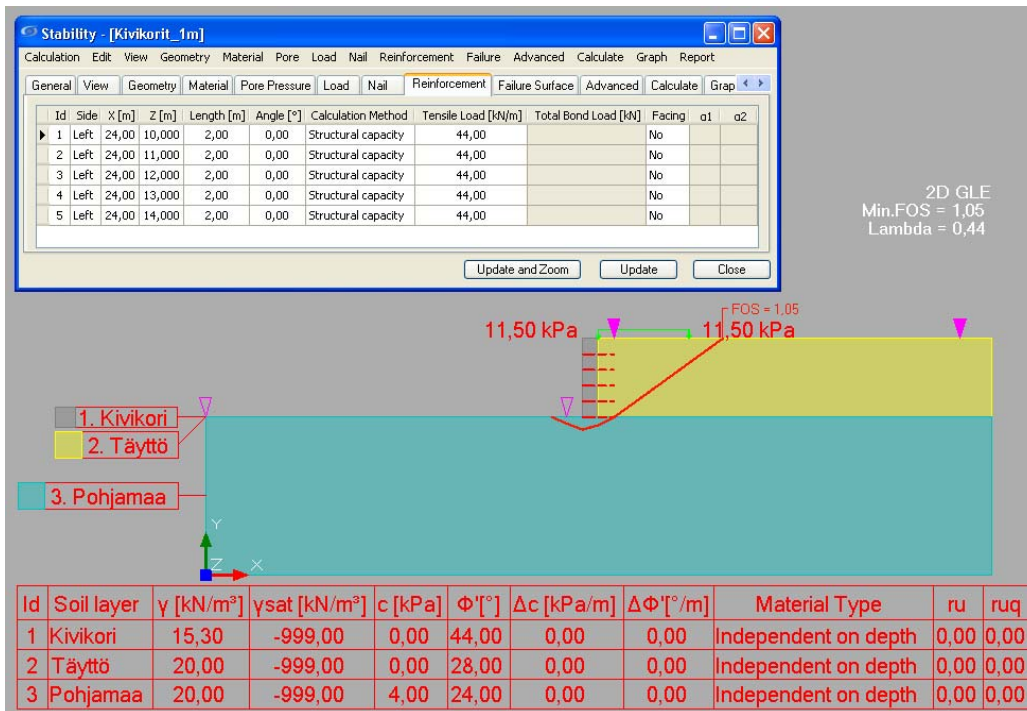 Stability - [Kivikorit_1m]
Calculation Edit View Geometry Material Pore Load Nail Reinforcement Failure Advanced Calculate Graph Report
General View Geometry Material Pore Pressure Load Nail Reinforcement Failure Surface Advanced Calculate Grap
Id Side X [m] Z [m] Length [m] Angle [°] Calculation Method Tensile Load [kN/m] Total Bond Load [kN] Facing α1 α2
1 Left 24,00 10,000 2,00 0,00 Structural capacity 44,00 No
2 Left 24,00 11,000 2,00 0,00 Structural capacity 44,00 No
3 Left 24,00 12,000 2,00 0,00 Structural capacity 44,00 No
4 Left 24,00 13,000 2,00 0,00 Structural capacity 44,00 No
5 Left 24,00 14,000 2,00 0,00 Structural capacity 44,00 No
Update and Zoom Update Close
2D GLE
Min.FOS = 1,05
Lambda = 0,44
FOS = 1,05
11,50 kPa 11,50 kPa
1. Kivikori
2. Täyttö
3. Pohjamaa
Y
Z X
Id Soil layer γ [kN/m³] γsat [kN/m³] c [kPa] Φ'[°] Δc [kPa/m] ΔΦ'[°/m] Material Type ru ruq
1 Kivikori 15,30 -999,00 0,00 44,00 0,00 0,00 Independent on depth 0,00 0,00
2 Täyttö 20,00 -999,00 0,00 28,00 0,00 0,00 Independent on depth 0,00 0,00
3 Pohjamaa 20,00 -999,00 4,00 24,00 0,00 0,00 Independent on depth 0,00 0,00